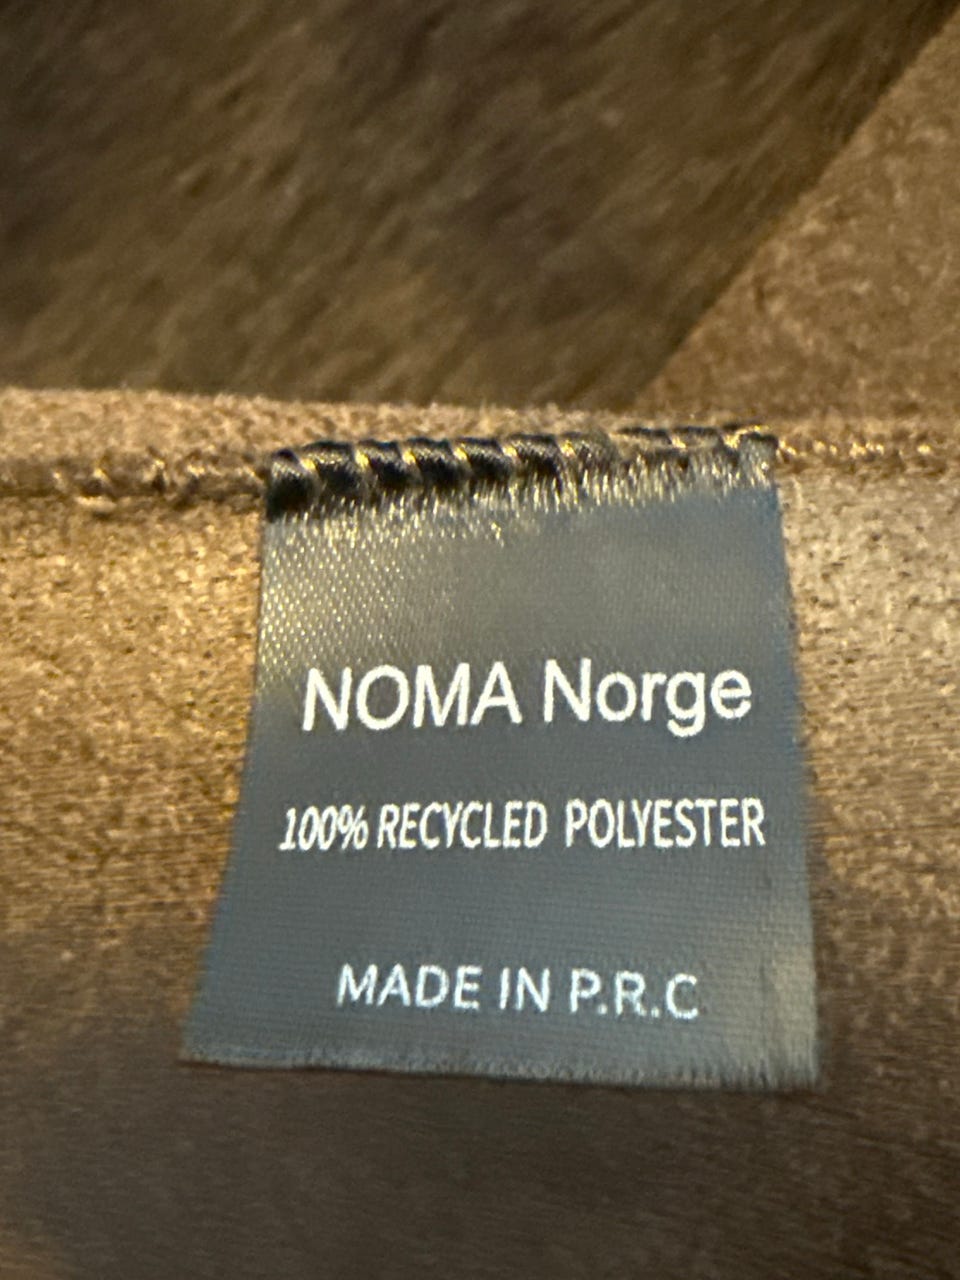 NOMA Norge
100% RECYCLED POLYESTER
MADE IN P.R.C